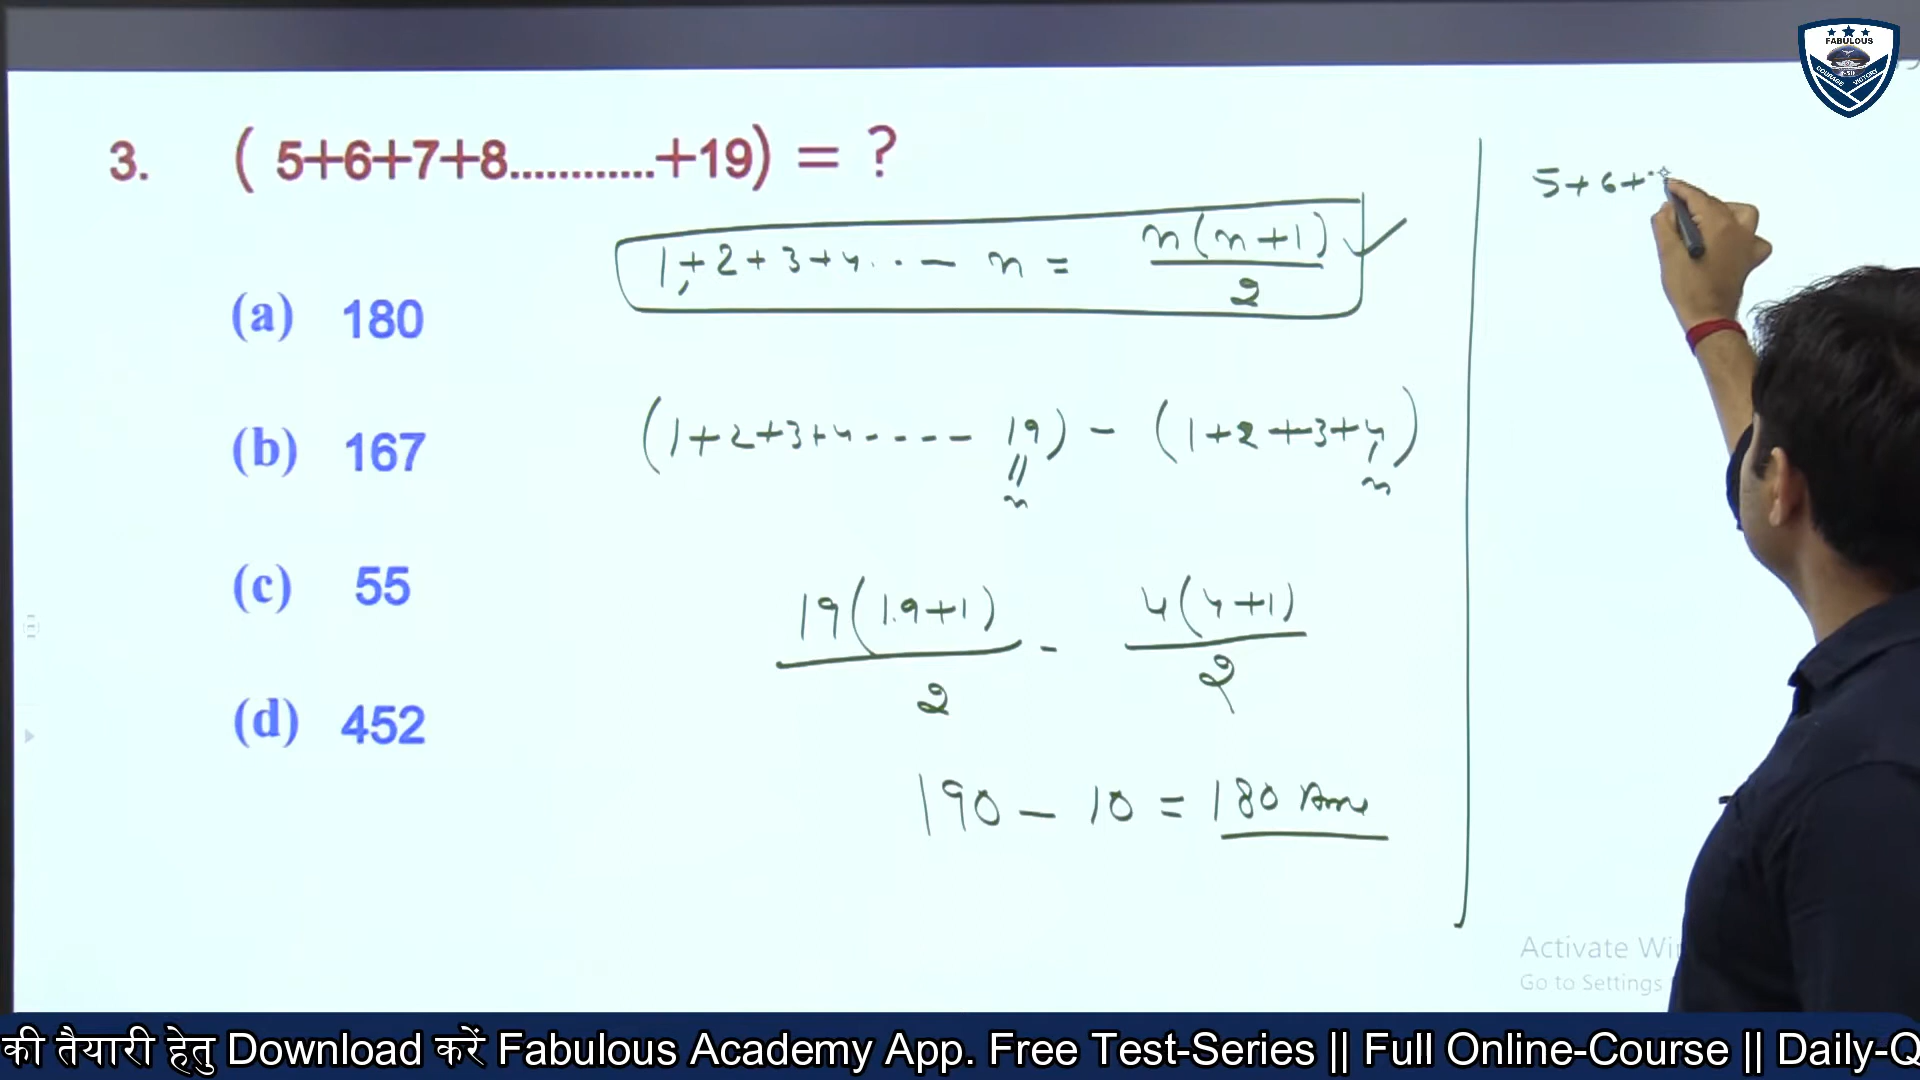 FABULOUS
COURAGE VICTORY
3. ( 5+6+7+8............+19) = ?
5+6+
1+2+3+4..- n = n(n+1)/2 ✓
(a) 180
(b) 167
(1+2+3+4----- 19) - (1+2+3+4)
n n
(c) 55
19(19+1)/2 - 4(4+1)/2
(d) 452
190 - 10 = 180 Ans
Activate Wi
Go to Settings
की तैयारी हेतु Download करें Fabulous Academy App. Free Test-Series || Full Online-Course || Daily-Q